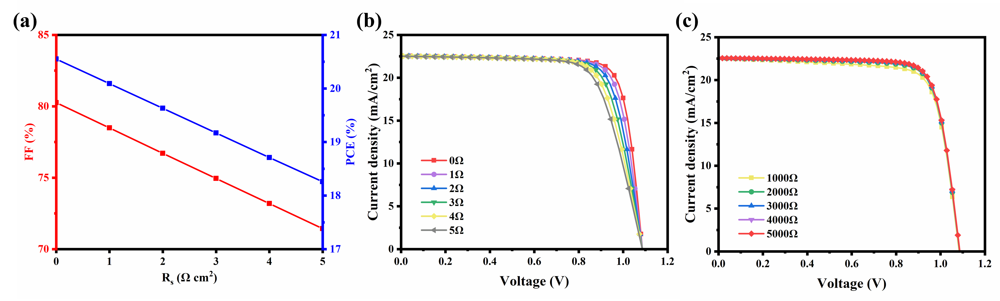 (a)
85
80
75
70
FF (%)
21
20
19
18
17
PCE (%)
0 1 2 3 4 5
Rs (Ω cm²)
(b)
25
20
15
10
5
0
Current density (mA/cm²)
0Ω
1Ω
2Ω
3Ω
4Ω
5Ω
0.0 0.2 0.4 0.6 0.8 1.0 1.2
Voltage (V)
(c)
25
20
15
10
5
0
Current density (mA/cm²)
1000Ω
2000Ω
3000Ω
4000Ω
5000Ω
0.0 0.2 0.4 0.6 0.8 1.0 1.2
Voltage (V)